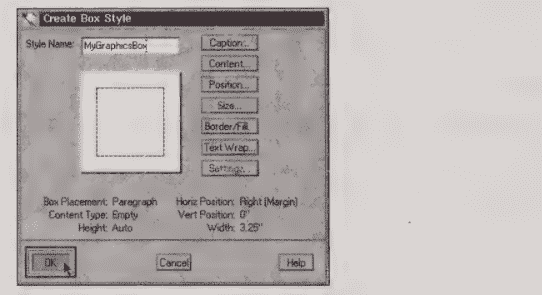 Create Box Style
Style Name: MyGraphicsBox
Caption...
Content...
Position...
Size...
Border/Fill...
Text Wrap...
Settings...
Box Placement: Paragraph Horiz Position: Right (Margin)
Content Type: Empty Vert Position: 0"
Height: Auto Width: 3.25"
OK Cancel Help